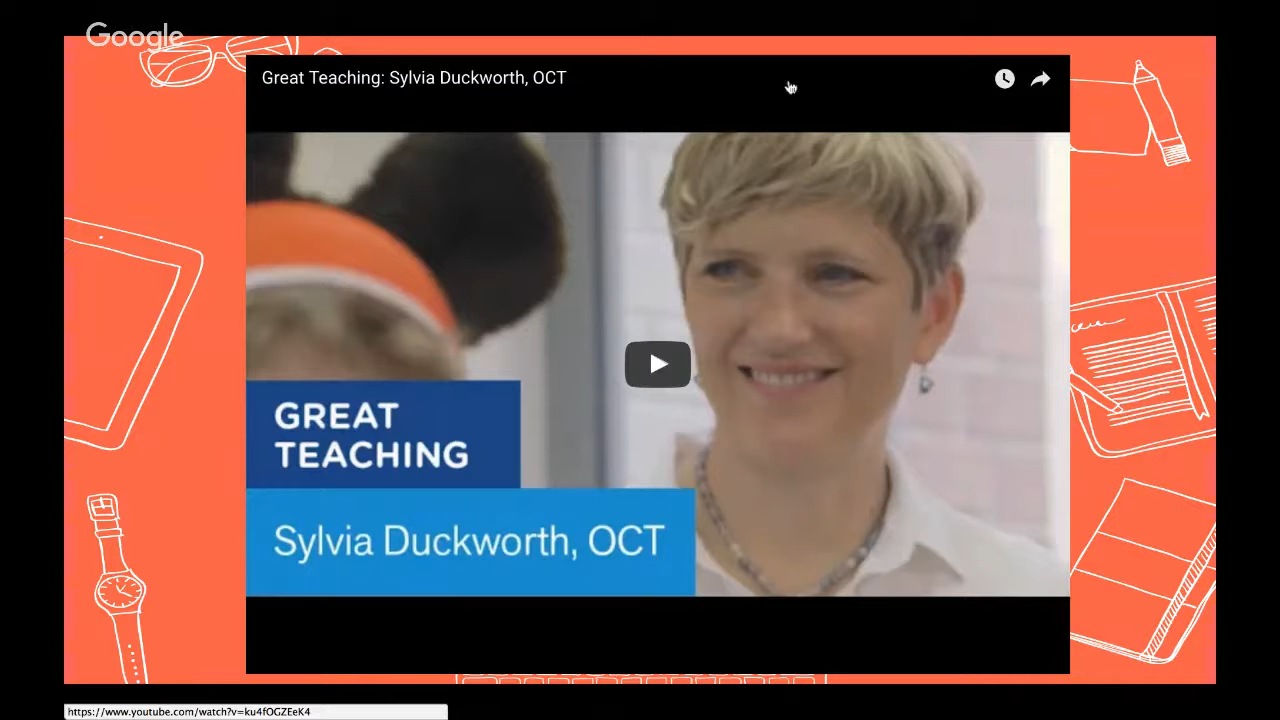 Google
Great Teaching: Sylvia Duckworth, OCT
GREAT
TEACHING
Sylvia Duckworth, OCT
https://www.youtube.com/watch?v=ku4fOGZEeK4